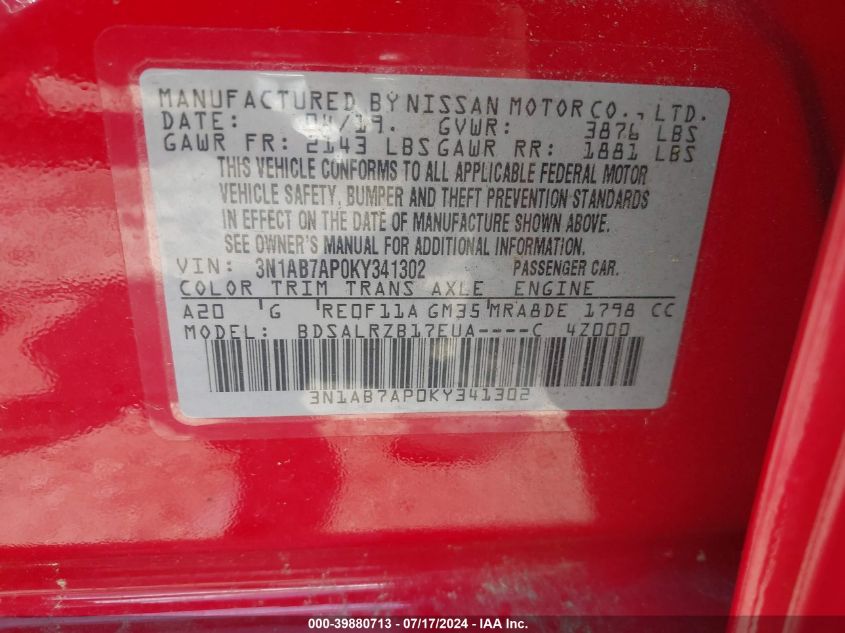 MANUFACTURED BY NISSAN MOTOR CO., LTD.
DATE: 04/19. GVWR: 3876 LBS
GAWR FR: 2143 LBS GAWR RR: 1881 LBS
THIS VEHICLE CONFORMS TO ALL APPLICABLE FEDERAL MOTOR
VEHICLE SAFETY, BUMPER AND THEFT PREVENTION STANDARDS
IN EFFECT ON THE DATE OF MANUFACTURE SHOWN ABOVE.
SEE OWNER'S MANUAL FOR ADDITIONAL INFORMATION.
VIN: 3N1AB7AP0KY341302 PASSENGER CAR.
COLOR TRIM TRANS AXLE ENGINE
A20 G RE0F11A GM35 MRA8DE 1798 CC
MODEL: BDSALRZB17EUA----C 4Z000
3N1AB7AP0KY341302
000-39880713 - 07/17/2024 - IAA Inc.